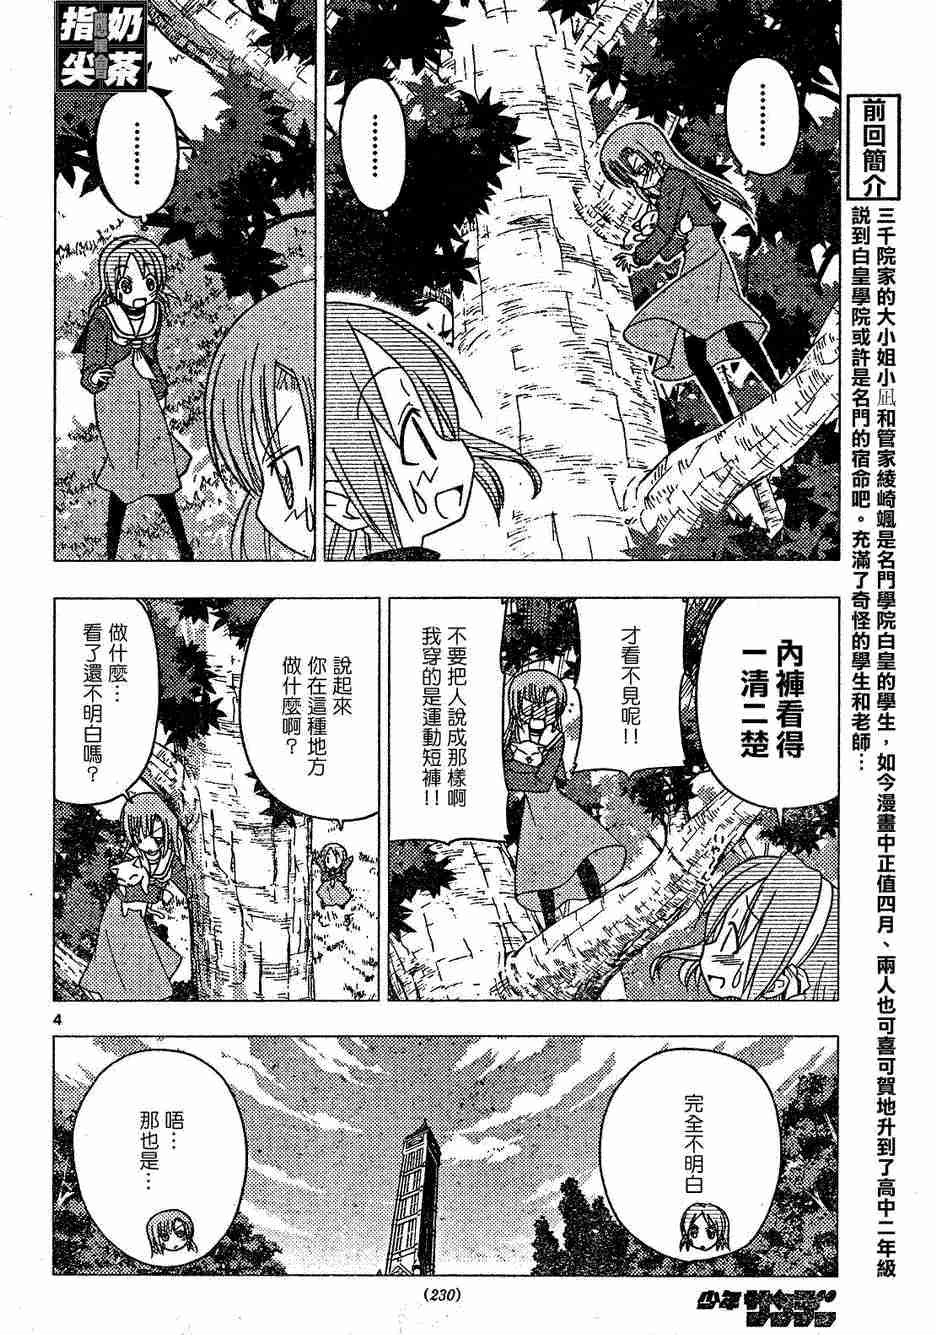 指尖奶茶
前回簡介
三千院家的大小姐小凪和管家綾崎颯是名門學院白皇的學生，如今漫畫中正值四月、兩人也可喜可賀地升到了高中二年級
說到白皇學院或許是名門的宿命吧。充滿了奇怪的學生和老師…
………
………
………
內褲看得
一清二楚
才看不見呢!!
不要把人說成那樣啊
我穿的是運動短褲!!
說起來
你在這種地方
做什麼啊？
做什麼…
看了還不明白嗎？
4
完全不明白
唔…
那也是…
(230)
少年サンデー